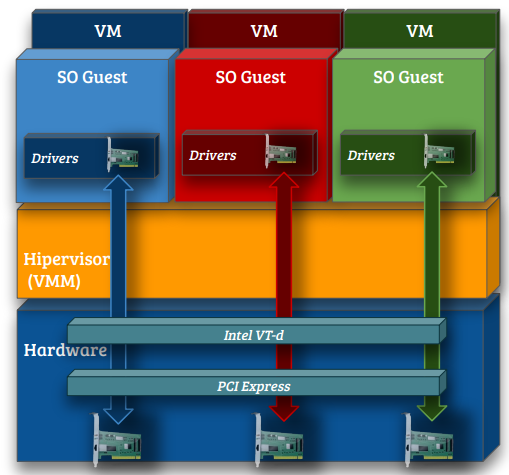 VM
VM
VM
SO Guest
SO Guest
SO Guest
Drivers
Drivers
Drivers
Hipervisor
(VMM)
Intel VT-d
Hardware
PCI Express